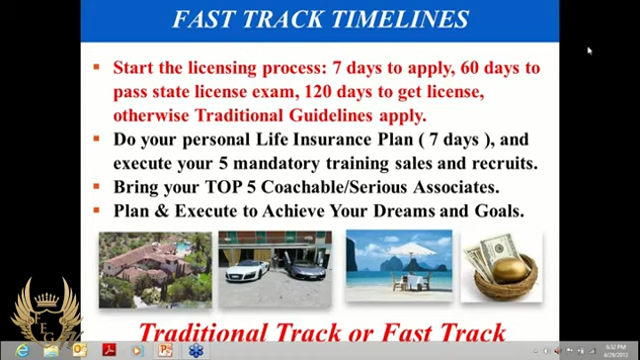 FAST TRACK TIMELINES
Start the licensing process: 7 days to apply, 60 days to
pass state license exam, 120 days to get license,
otherwise Traditional Guidelines apply.
Do your personal Life Insurance Plan ( 7 days ), and
execute your 5 mandatory training sales and recruits.
Bring your TOP 5 Coachable/Serious Associates.
Plan & Execute to Achieve Your Dreams and Goals.
Traditional Track or Fast Track